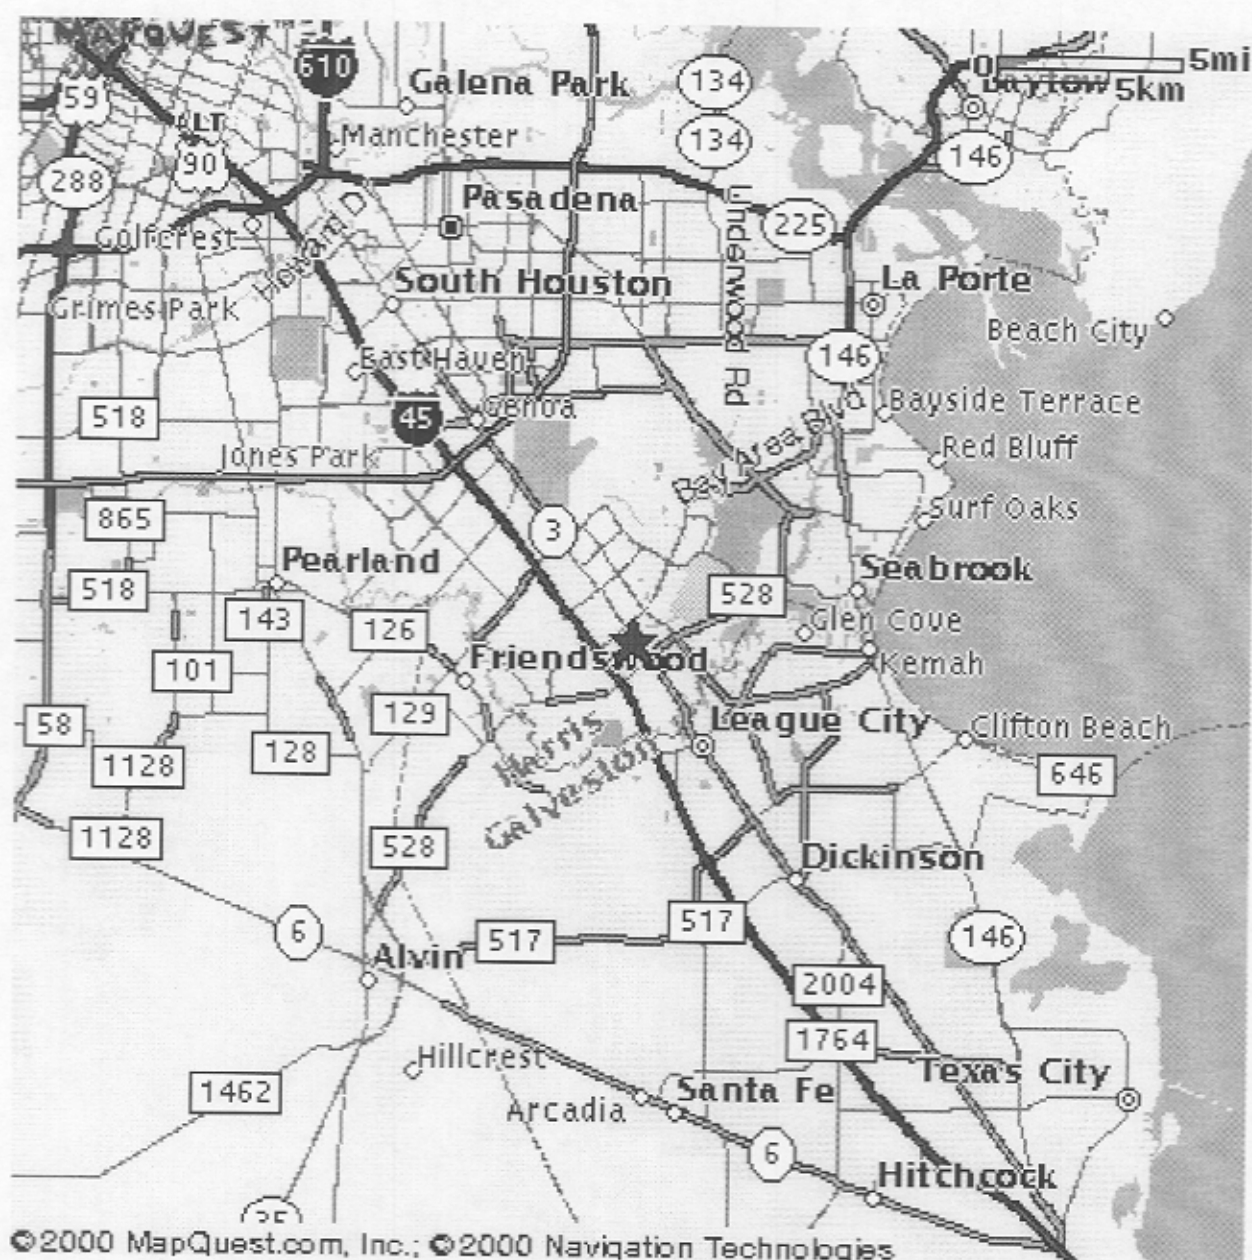 MAPQUEST
610
Galena Park
134
0
5mi
5km
Baytow
59
ALT
90
Manchester
134
146
288
Pasadena
Underwood Rd
225
Golfcrest
Howard D
South Houston
La Porte
Grimes Park
Beach City
East Haven
146
518
45
Genoa
Bayside Terrace
Bay Area Blvd
Jones Park
Red Bluff
865
3
Surf Oaks
Pearland
518
528
Seabrook
143
126
Glen Cove
101
Friendswood
Kemah
58
129
Harris
League City
Clifton Beach
1128
128
Galveston
646
1128
528
Dickinson
6
517
517
146
Alvin
2004
1764
Hillcrest
Texas City
1462
Arcadia
Santa Fe
6
Hitchcock
35
©2000 MapQuest.com, Inc.; ©2000 Navigation Technologies